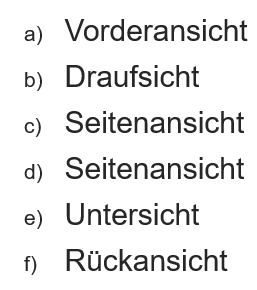 a) Vorderansicht
b) Draufsicht
c) Seitenansicht
d) Seitenansicht
e) Untersicht
f) Rückansicht